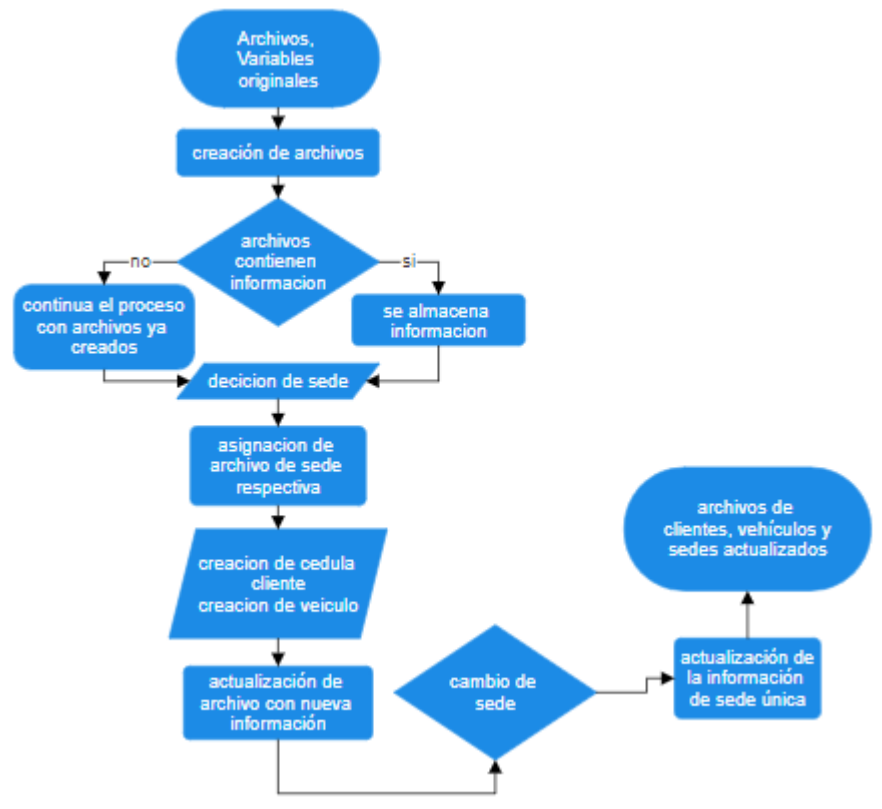 Archivos,
Variables
originales
creación de archivos
archivos
contienen
informacion
no
si
continua el proceso
con archivos ya
creados
se almacena
informacion
decicion de sede
asignacion de
archivo de sede
respectiva
creacion de cedula
cliente
creacion de veiculo
actualización de
archivo con nueva
información
cambio de
sede
actualización de
la información
de sede única
archivos de
clientes, vehículos y
sedes actualizados